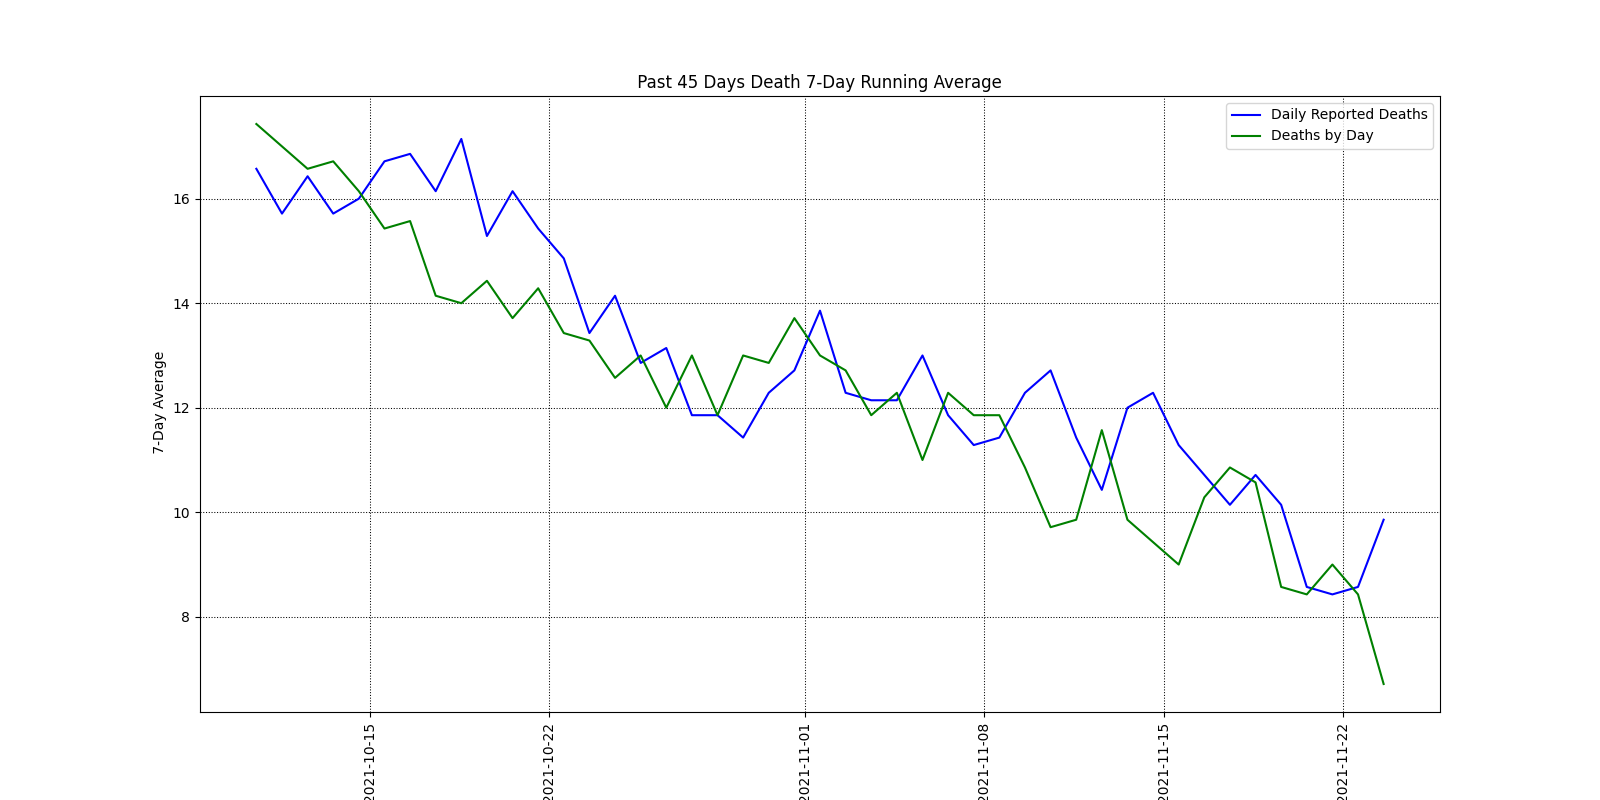 Past 45 Days Death 7-Day Running Average
Daily Reported Deaths
Deaths by Day
7-Day Average
16
14
12
10
8
2021-10-15
2021-10-22
2021-11-01
2021-11-08
2021-11-15
2021-11-22